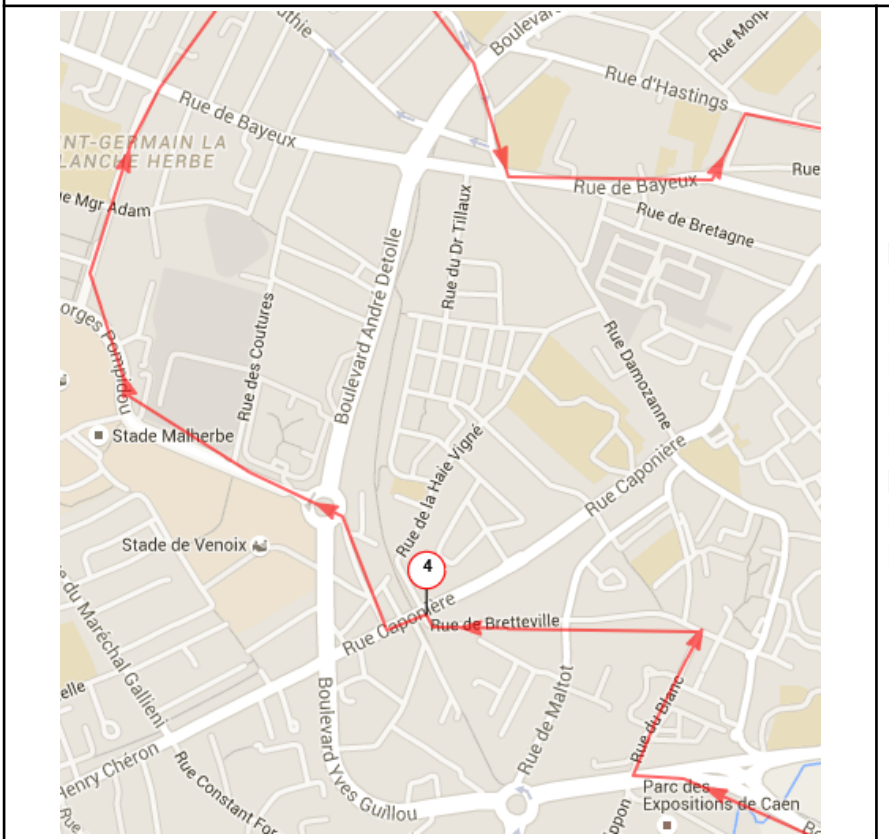 Boulevard
Rue d'Hastings
Rue de Bayeux
NT-GERMAIN LA
LANCHE HERBE
Rue
Rue de Bayeux
ue Mgr Adam
Rue de Bretagne
Rue du Dr Tillaux
Boulevard André Detolle
orges Pompidou
Rue des Coutures
Rue Damozanne
Stade Malherbe
Rue de la Haie Vigné
Rue Caponière
Stade de Venoix
4
Rue Caponière
Rue de Bretteville
e du Maréchal Gallieni
elle
Rue de Maltot
Rue du Blanc
Boulevard Yves Guillou
Henry Chéron
Rue Constant For
Parc des
Expositions de Caen
Rue